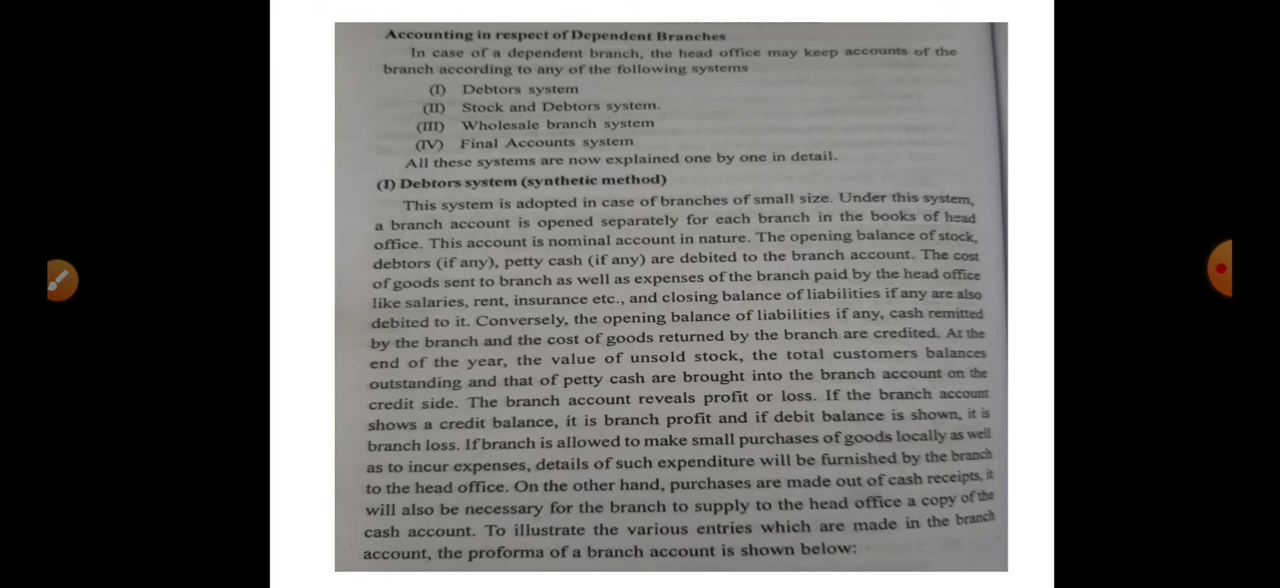 Accounting in respect of Dependent Branches
In case of a dependent branch, the head office may keep accounts of the
branch according to any of the following systems
(I) Debtors system
(II) Stock and Debtors system.
(III) Wholesale branch system
(IV) Final Accounts system
All these systems are now explained one by one in detail.
(I) Debtors system (synthetic method)
This system is adopted in case of branches of small size. Under this system,
a branch account is opened separately for each branch in the books of head
office. This account is nominal account in nature. The opening balance of stock,
debtors (if any), petty cash (if any) are debited to the branch account. The cost
of goods sent to branch as well as expenses of the branch paid by the head office
like salaries, rent, insurance etc., and closing balance of liabilities if any are also
debited to it. Conversely, the opening balance of liabilities if any, cash remitted
by the branch and the cost of goods returned by the branch are credited. At the
end of the year, the value of unsold stock, the total customers balances
outstanding and that of petty cash are brought into the branch account on the
credit side. The branch account reveals profit or loss. If the branch account
shows a credit balance, it is branch profit and if debit balance is shown, it is
branch loss. If branch is allowed to make small purchases of goods locally as well
as to incur expenses, details of such expenditure will be furnished by the branch
to the head office. On the other hand, purchases are made out of cash receipts, it
will also be necessary for the branch to supply to the head office a copy of the
cash account. To illustrate the various entries which are made in the branch
account, the proforma of a branch account is shown below: